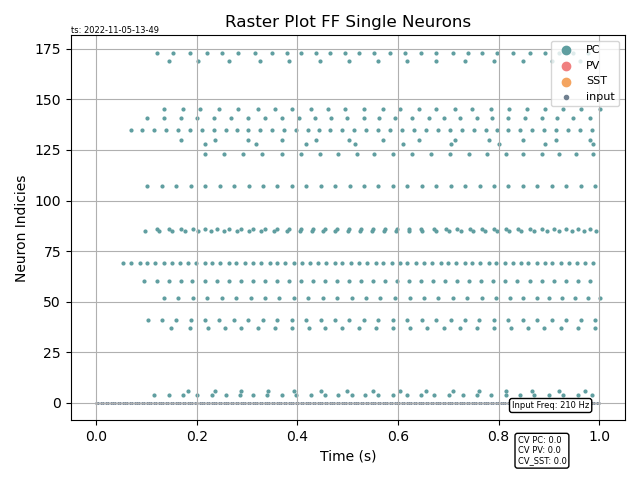 Raster Plot FF Single Neurons
ts: 2022-11-05-13-49
175
150
125
100
75
50
25
0
Neuron Indicies
PC
PV
SST
input
Input Freq: 210 Hz
0.0 0.2 0.4 0.6 0.8 1.0
Time (s)
CV PC: 0.0
CV PV: 0.0
CV_SST: 0.0